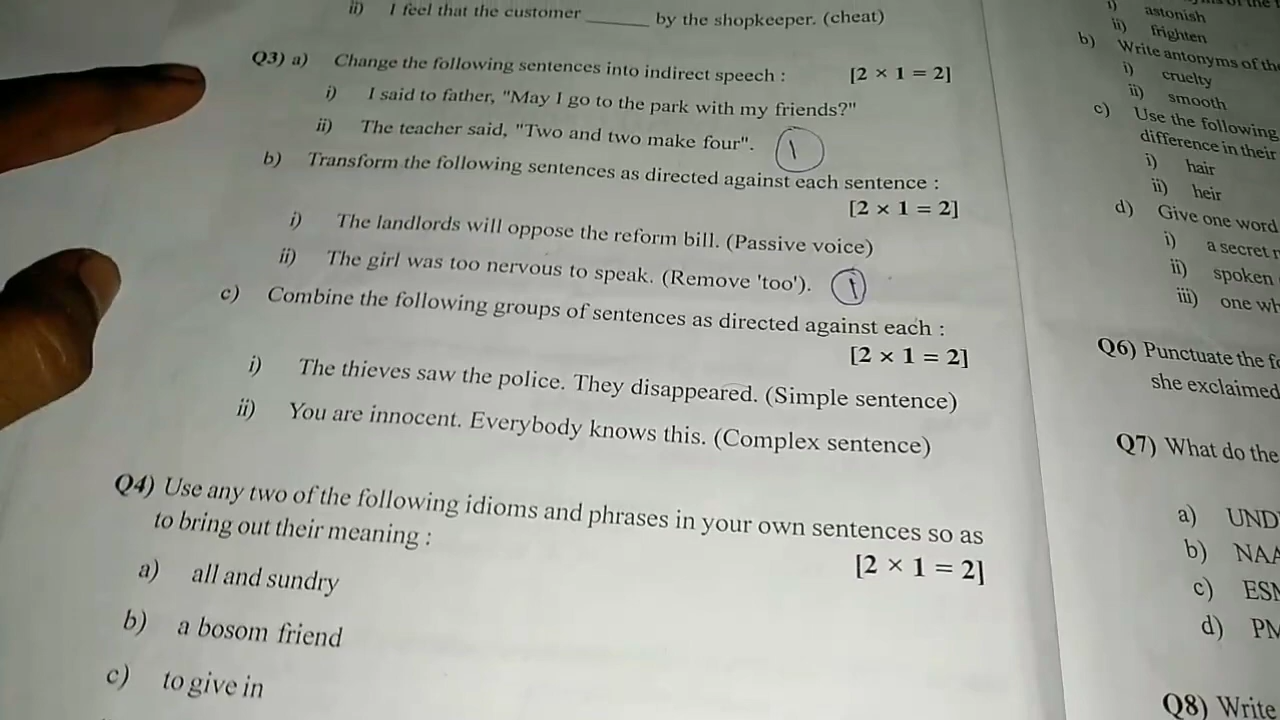 ii) I feel that the customer ______ by the shopkeeper. (cheat)
Q3) a) Change the following sentences into indirect speech : [2 × 1 = 2]
i) I said to father, "May I go to the park with my friends?"
ii) The teacher said, "Two and two make four".
b) Transform the following sentences as directed against each sentence :
[2 × 1 = 2]
i) The landlords will oppose the reform bill. (Passive voice)
ii) The girl was too nervous to speak. (Remove 'too').
c) Combine the following groups of sentences as directed against each :
[2 × 1 = 2]
i) The thieves saw the police. They disappeared. (Simple sentence)
ii) You are innocent. Everybody knows this. (Complex sentence)
Q4) Use any two of the following idioms and phrases in your own sentences so as
to bring out their meaning :
[2 × 1 = 2]
a) all and sundry
b) a bosom friend
c) to give in
i) astonish
ii) frighten
b) Write antonyms of
i) cruelty
ii) smooth
c) Use the following
difference in their
i) hair
ii) heir
d) Give one word
i) a secret
ii) spoken
iii) one
Q6) Punctuate the
she exclaimed
Q7) What do the
a) UND
b) NAA
c)
d)
Q8) Write